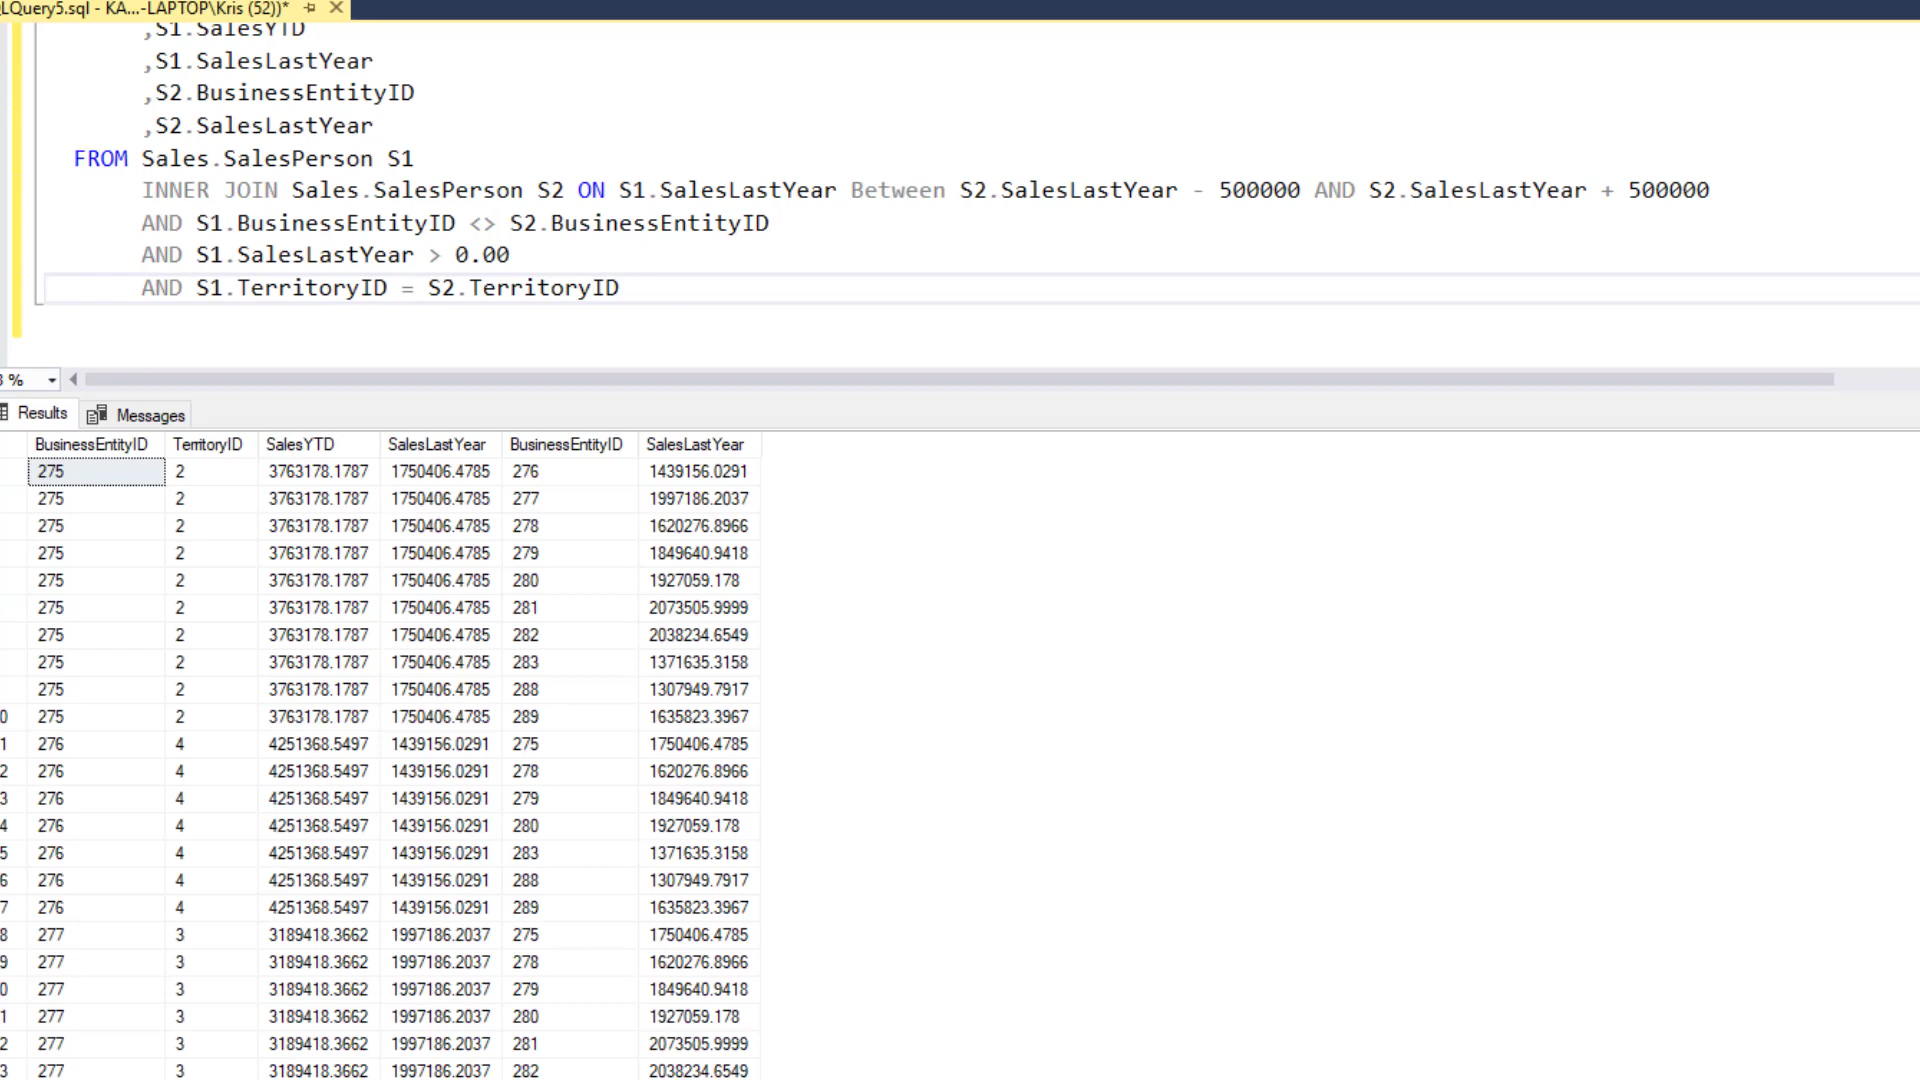 LQuery5.sql - KA...-LAPTOP\Kris (52))*
,S1.SalesYTD
,S1.SalesLastYear
,S2.BusinessEntityID
,S2.SalesLastYear
FROM Sales.SalesPerson S1
INNER JOIN Sales.SalesPerson S2 ON S1.SalesLastYear Between S2.SalesLastYear - 500000 AND S2.SalesLastYear + 500000
AND S1.BusinessEntityID <> S2.BusinessEntityID
AND S1.SalesLastYear > 0.00
AND S1.TerritoryID = S2.TerritoryID
3 %
Results Messages
BusinessEntityID TerritoryID SalesYTD SalesLastYear BusinessEntityID SalesLastYear
275 2 3763178.1787 1750406.4785 276 1439156.0291
275 2 3763178.1787 1750406.4785 277 1997186.2037
275 2 3763178.1787 1750406.4785 278 1620276.8966
275 2 3763178.1787 1750406.4785 279 1849640.9418
275 2 3763178.1787 1750406.4785 280 1927059.178
275 2 3763178.1787 1750406.4785 281 2073505.9999
275 2 3763178.1787 1750406.4785 282 2038234.6549
275 2 3763178.1787 1750406.4785 283 1371635.3158
275 2 3763178.1787 1750406.4785 288 1307949.7917
0 275 2 3763178.1787 1750406.4785 289 1635823.3967
1 276 4 4251368.5497 1439156.0291 275 1750406.4785
2 276 4 4251368.5497 1439156.0291 278 1620276.8966
3 276 4 4251368.5497 1439156.0291 279 1849640.9418
4 276 4 4251368.5497 1439156.0291 280 1927059.178
5 276 4 4251368.5497 1439156.0291 283 1371635.3158
6 276 4 4251368.5497 1439156.0291 288 1307949.7917
7 276 4 4251368.5497 1439156.0291 289 1635823.3967
8 277 3 3189418.3662 1997186.2037 275 1750406.4785
9 277 3 3189418.3662 1997186.2037 278 1620276.8966
0 277 3 3189418.3662 1997186.2037 279 1849640.9418
1 277 3 3189418.3662 1997186.2037 280 1927059.178
2 277 3 3189418.3662 1997186.2037 281 2073505.9999
3 277 3 3189418.3662 1997186.2037 282 2038234.6549